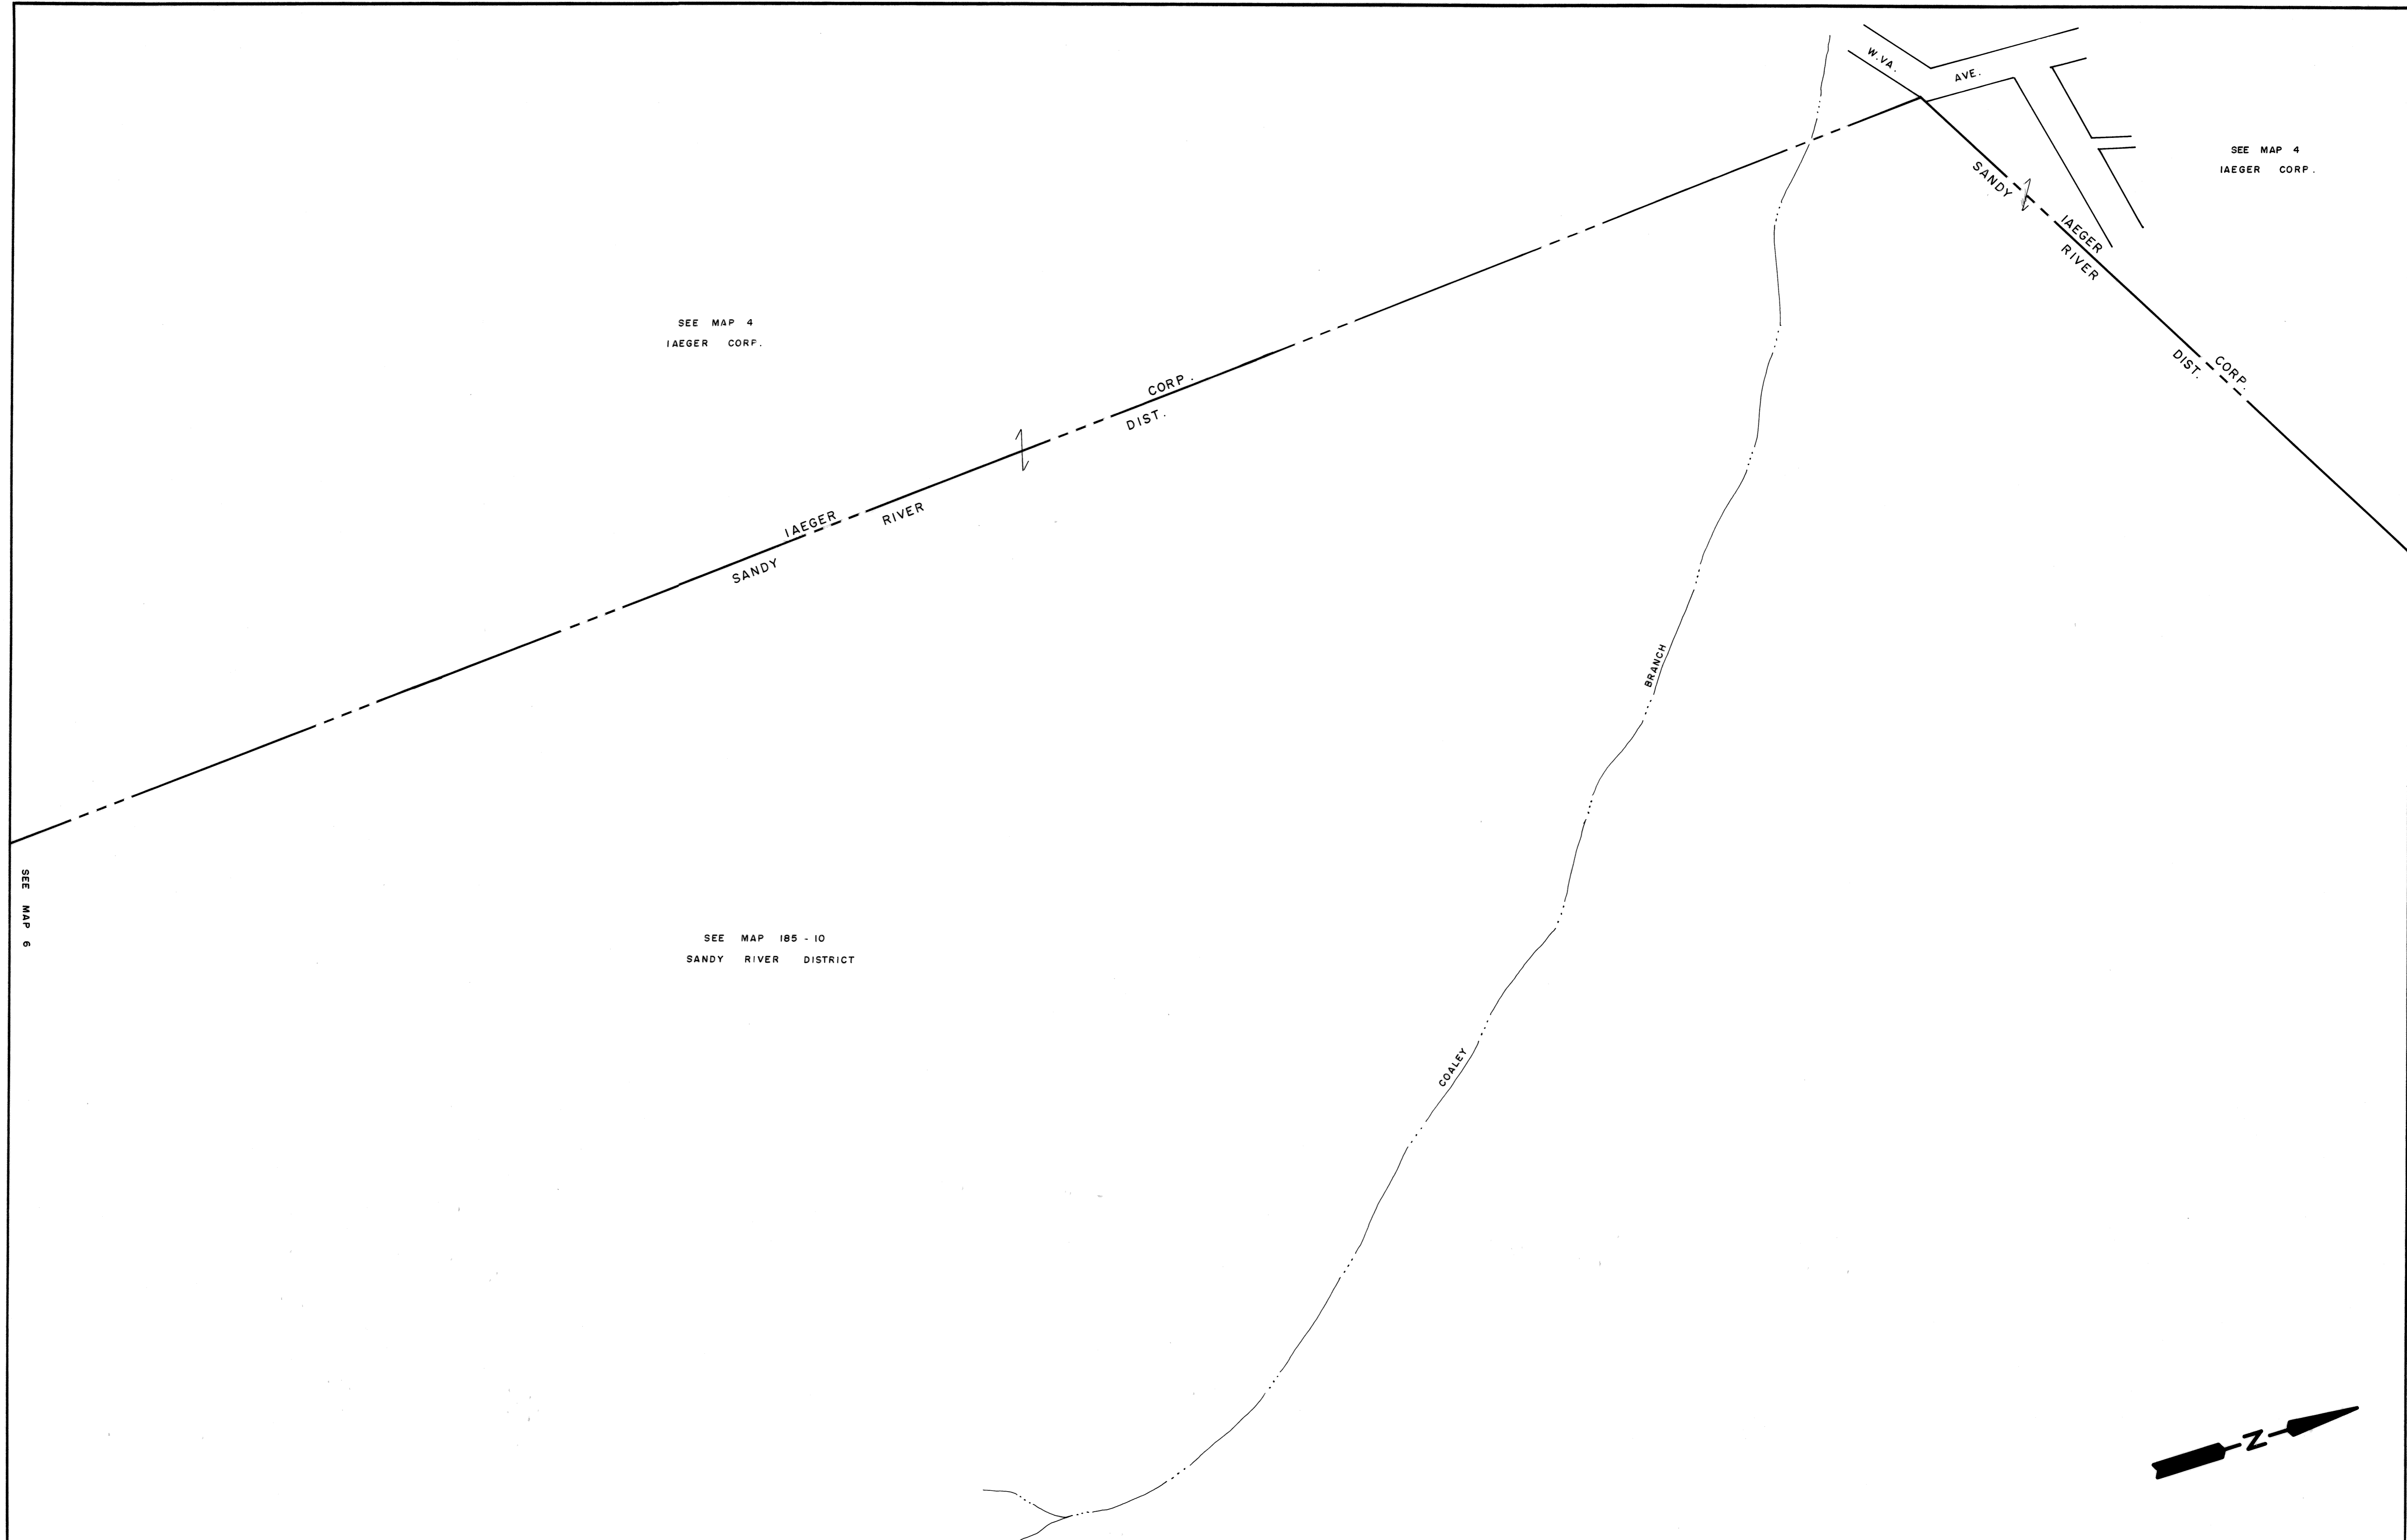 W.VA. AVE.
SEE MAP 4
IAEGER CORP.
SANDY RIVER DIST.
IAEGER CORP.
SEE MAP 4
IAEGER CORP.
IAEGER CORP.
SANDY RIVER DIST.
BRANCH
SEE MAP 6
SEE MAP 185 - 10
SANDY RIVER DISTRICT
COALEY
N